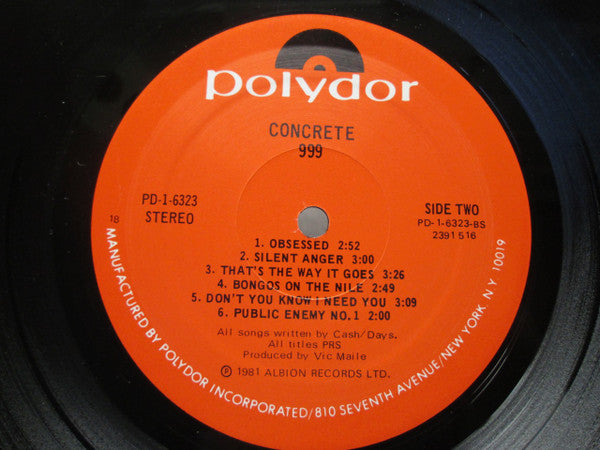 polydor
CONCRETE
999
PD-1-6323
STEREO
18
SIDE TWO
PD-1-6323-BS
2391 516
1. OBSESSED 2:52
2. SILENT ANGER 3:00
3. THAT'S THE WAY IT GOES 3:26
4. BONGOS ON THE NILE 2:49
5. DON'T YOU KNOW I NEED YOU 3:09
6. PUBLIC ENEMY NO. 1 2:00
All songs written by Cash/Days.
All titles PRS
Produced by Vic Maile
℗ 1981 ALBION RECORDS LTD.
MANUFACTURED BY POLYDOR INCORPORATED/810 SEVENTH AVENUE/NEW YORK. N Y 10019